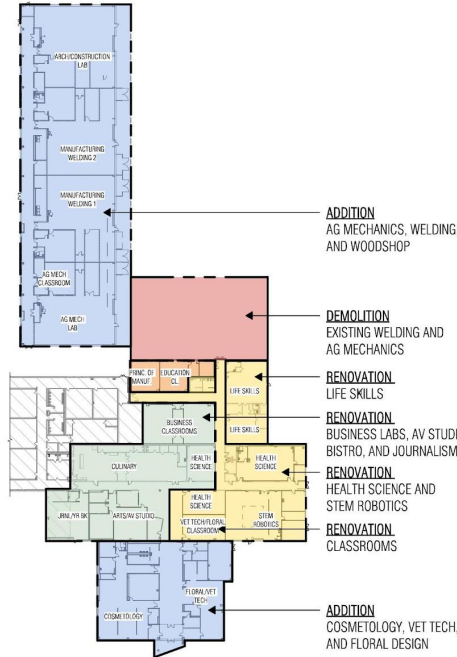 ARCH/CONSTRUCTION
LAB
MANUFACTURING
WELDING 2
MANUFACTURING
WELDING 1
AG MECH
CLASSROOM
AG MECH
LAB
ADDITION
AG MECHANICS, WELDING
AND WOODSHOP
DEMOLITION
EXISTING WELDING AND
AG MECHANICS
PRINC. OF
MANUF.
EDUCATION
CL.
LIFE SKILLS
LIFE SKILLS
RENOVATION
LIFE SKILLS
BUSINESS
CLASSROOMS
RENOVATION
BUSINESS LABS, AV STUDI
BISTRO, AND JOURNALISM
CULINARY
HEALTH
SCIENCE
HEALTH
SCIENCE
RENOVATION
HEALTH SCIENCE AND
STEM ROBOTICS
JRNL/YR BK
ARTS/AV STUDIO
HEALTH
SCIENCE
VET TECH/FLORAL
CLASSROOM
STEM
ROBOTICS
RENOVATION
CLASSROOMS
FLORAL/VET
TECH
COSMETOLOGY
ADDITION
COSMETOLOGY, VET TECH,
AND FLORAL DESIGN